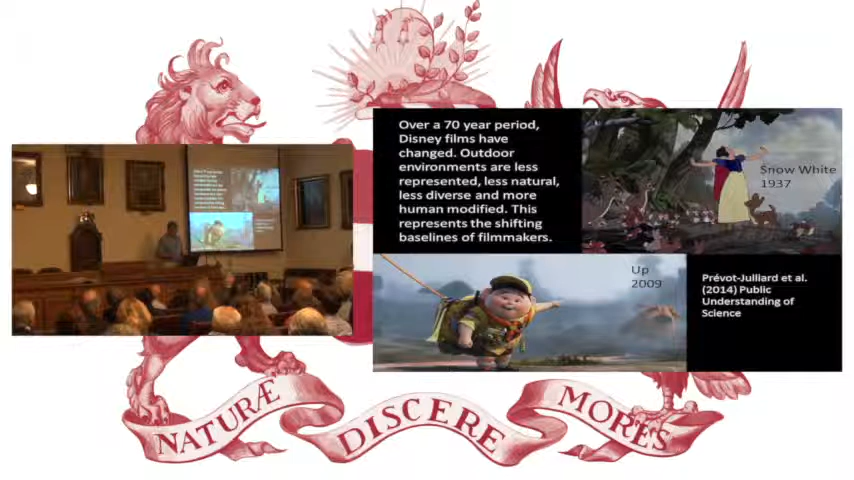 Over a 70 year period,
Disney films have
changed. Outdoor
environments are less
represented, less natural,
less diverse and more
human modified. This
represents the shifting
baselines of filmmakers.
Snow White
1937
Up
2009
Prévot-Julliard et al.
(2014) Public
Understanding of
Science
NATURÆ DISCERE MORES